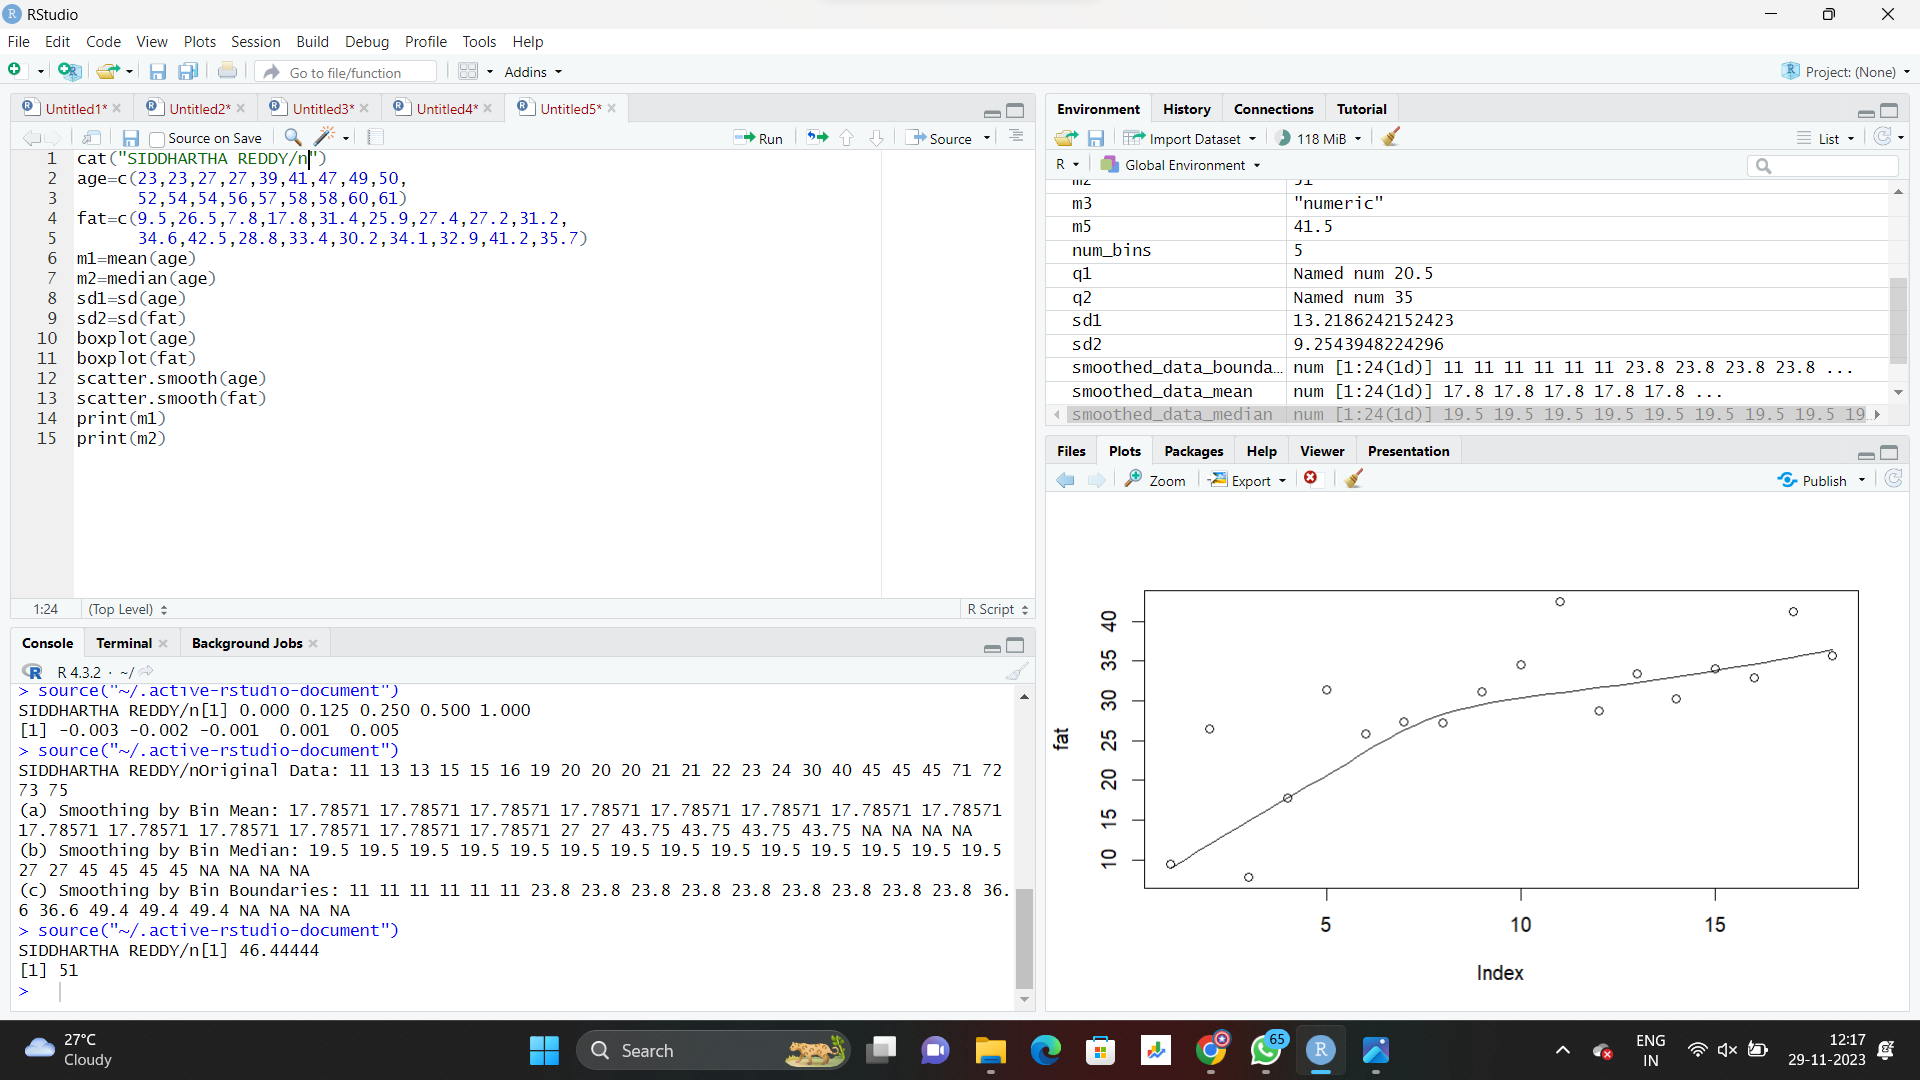 RStudio
File Edit Code View Plots Session Build Debug Profile Tools Help
Go to file/function
Addins
Project: (None)
Untitled1* Untitled2* Untitled3* Untitled4* Untitled5*
Source on Save
Run
Source
1 cat("SIDDHARTHA REDDY/n")
2 age=c(23,23,27,27,39,41,47,49,50,
3 52,54,54,56,57,58,58,60,61)
4 fat=c(9.5,26.5,7.8,17.8,31.4,25.9,27.4,27.2,31.2,
5 34.6,42.5,28.8,33.4,30.2,34.1,32.9,41.2,35.7)
6 m1=mean(age)
7 m2=median(age)
8 sd1=sd(age)
9 sd2=sd(fat)
10 boxplot(age)
11 boxplot(fat)
12 scatter.smooth(age)
13 scatter.smooth(fat)
14 print(m1)
15 print(m2)
1:24 (Top Level) R Script
Console Terminal Background Jobs
R 4.3.2 · ~/
> source("~/.active-rstudio-document")
SIDDHARTHA REDDY/n[1] 0.000 0.125 0.250 0.500 1.000
[1] -0.003 -0.002 -0.001  0.001  0.005
> source("~/.active-rstudio-document")
SIDDHARTHA REDDY/nOriginal Data: 11 13 13 15 15 16 19 20 20 20 21 21 22 23 24 30 40 45 45 45 71 72
73 75
(a) Smoothing by Bin Mean: 17.78571 17.78571 17.78571 17.78571 17.78571 17.78571 17.78571 17.78571
17.78571 17.78571 17.78571 17.78571 17.78571 17.78571 27 27 43.75 43.75 43.75 43.75 NA NA NA NA
(b) Smoothing by Bin Median: 19.5 19.5 19.5 19.5 19.5 19.5 19.5 19.5 19.5 19.5 19.5 19.5 19.5 19.5
27 27 45 45 45 45 NA NA NA NA
(c) Smoothing by Bin Boundaries: 11 11 11 11 11 11 23.8 23.8 23.8 23.8 23.8 23.8 23.8 23.8 23.8 36.
6 36.6 49.4 49.4 49.4 NA NA NA NA
> source("~/.active-rstudio-document")
SIDDHARTHA REDDY/n[1] 46.44444
[1] 51
>
Environment History Connections Tutorial
Import Dataset
118 MiB
List
R Global Environment
m2 51
m3 "numeric"
m5 41.5
num_bins 5
q1 Named num 20.5
q2 Named num 35
sd1 13.2186242152423
sd2 9.2543948224296
smoothed_data_bounda… num [1:24(1d)] 11 11 11 11 11 11 23.8 23.8 23.8 23.8 ...
smoothed_data_mean num [1:24(1d)] 17.8 17.8 17.8 17.8 17.8 ...
smoothed_data_median num [1:24(1d)] 19.5 19.5 19.5 19.5 19.5 19.5 19.5 19.5 19.
Files Plots Packages Help Viewer Presentation
Zoom Export Publish
40
35
30
25
20
15
10
fat
5 10 15
Index
27°C
Cloudy
Search
65
ENG
IN
12:17
29-11-2023